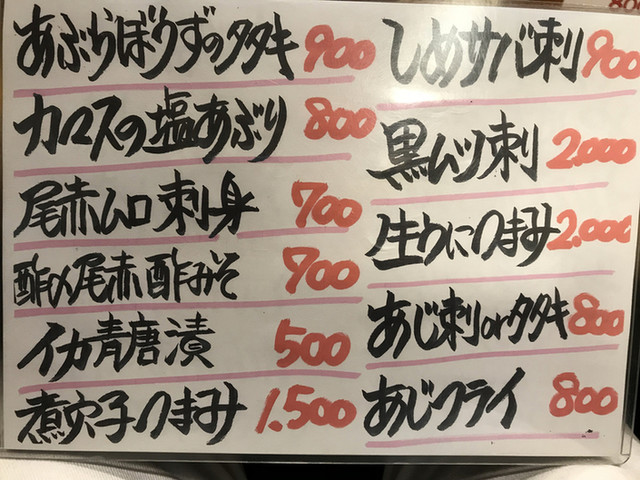 あぶらぼうずのタタキ 900
カマスの塩あぶり 800
尾赤ムロ刺身 700
酢〆尾赤酢みそ 700
イカ青唐漬 500
煮穴子つまみ 1.500
しめサバ刺 900
黒ムツ刺 2.000
生うにつまみ 2.000
あじ刺orタタキ 800
あじフライ 800